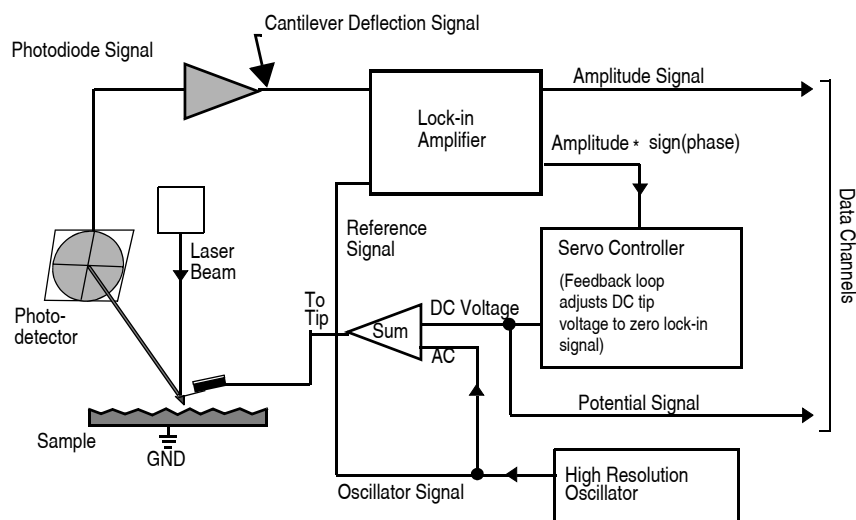 Cantilever Deflection Signal
Photodiode Signal
Amplitude Signal
Lock-in
Amplifier
Amplitude * sign(phase)
Data Channels
Reference
Signal
Servo Controller
(Feedback loop
adjusts DC tip
voltage to zero lock-in
signal)
Laser
Beam
To
Tip
DC Voltage
Sum
AC
Photo-
detector
Potential Signal
Sample
GND
Oscillator Signal
High Resolution
Oscillator